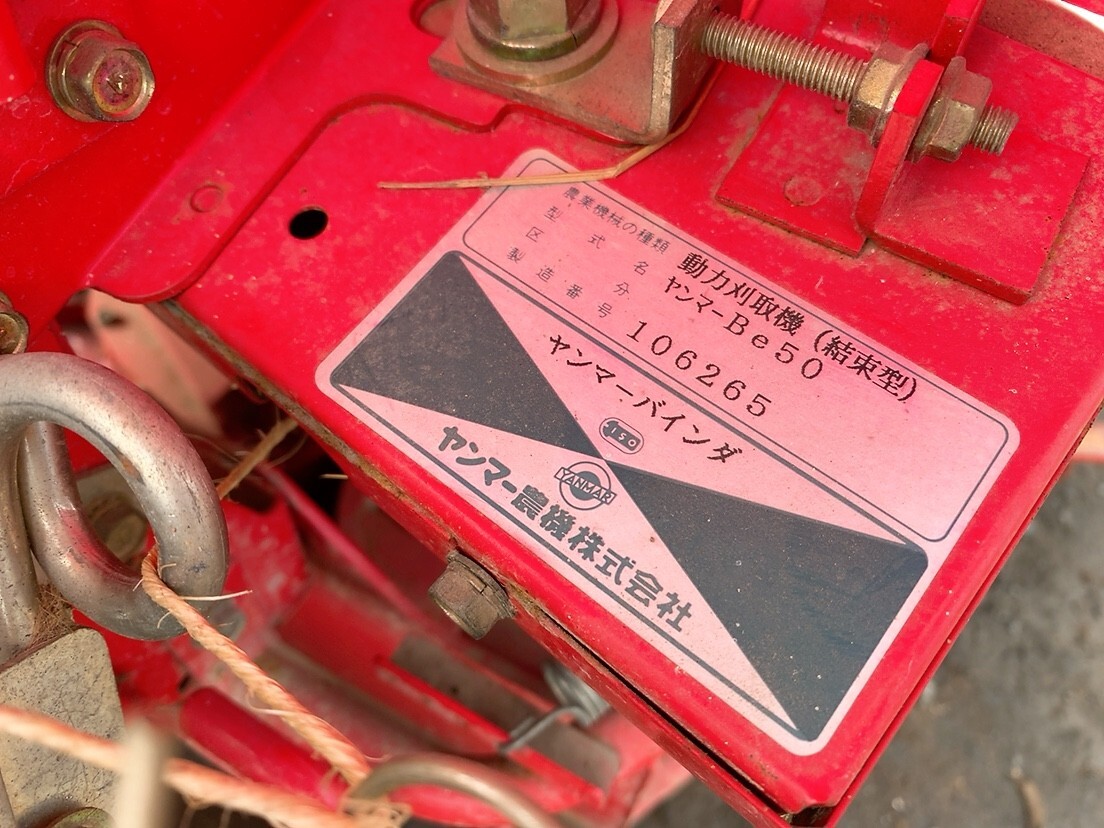 農業機械の種類 動力刈取機 (結束型)
型式名 ヤンマーBe50
区分
製造番号 106265
ヤンマーバインダ
YANMAR
ヤンマー農機株式会社